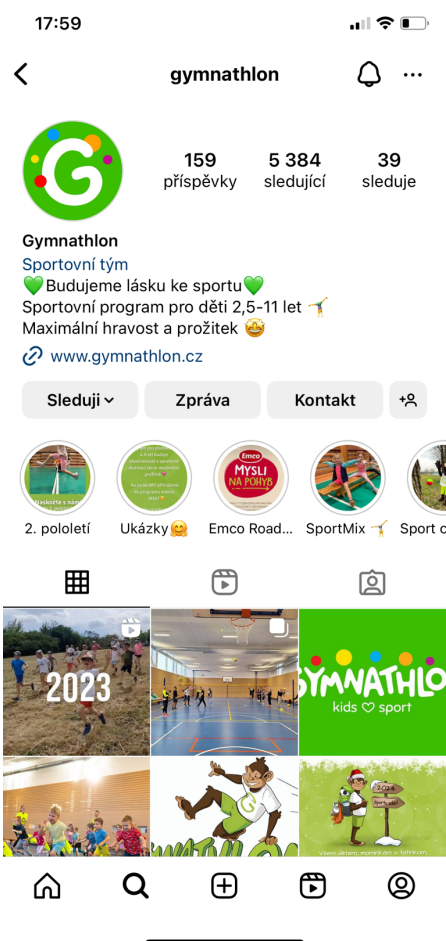 17:59
gymnathlon
159 5 384 39
příspěvky sledující sleduje
G
Gymnathlon
Sportovní tým
💚Budujeme lásku ke sportu💚
Sportovní program pro děti 2,5-11 let 🤸
Maximální hravost a prožitek 🤩
www.gymnathlon.cz
Sleduji
Zpráva
Kontakt
Emco
MYSLI
NA POHYB
2. pololetí
Ukázky🤗
Emco Road...
SportMix 🤸
Sport c
2023
GYMNATHLO
kids ♡ sport
G
2024